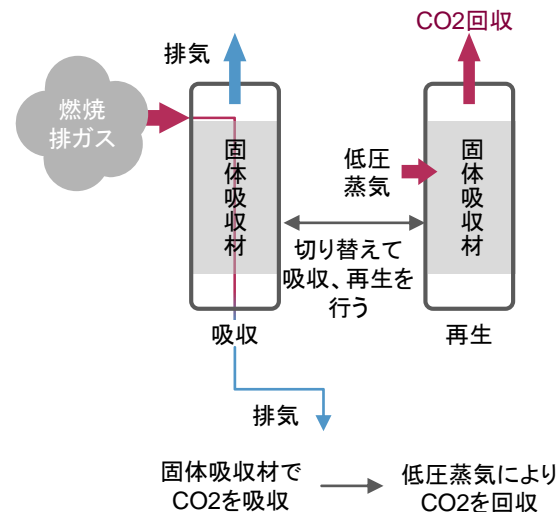 CO2回収
排気
燃焼
排ガス
固体吸収材
低圧
蒸気
固体吸収材
切り替えて
吸収、再生を
行う
吸収
再生
排気
固体吸収材で
CO2を吸収
低圧蒸気により
CO2を回収